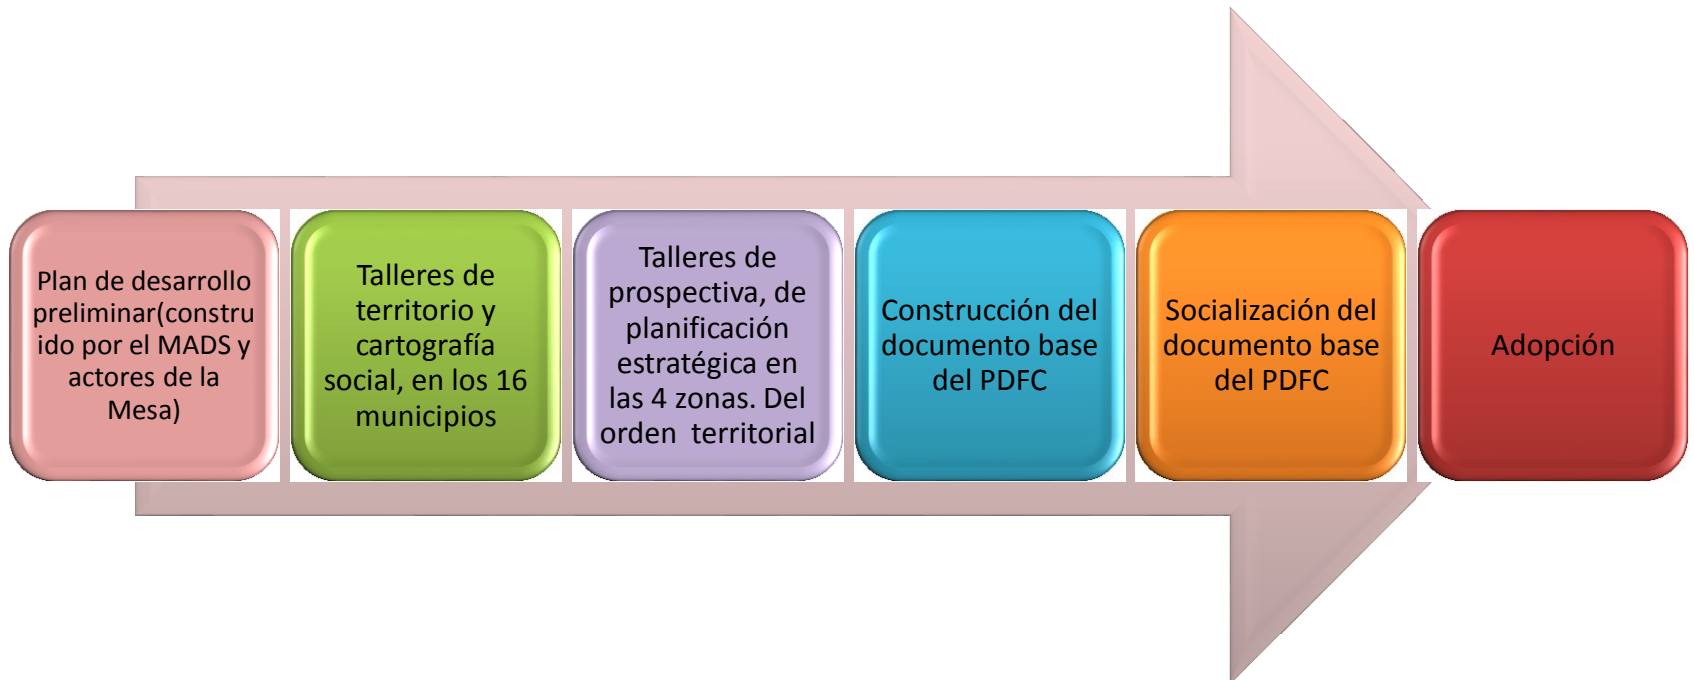 Plan de desarrollo
preliminar(constru
ido por el MADS y
actores de la
Mesa)
Talleres de
territorio y
cartografía
social, en los 16
municipios
Talleres de
prospectiva, de
planificación
estratégica en
las 4 zonas. Del
orden territorial
Construcción del
documento base
del PDFC
Socialización del
documento base
del PDFC
Adopción